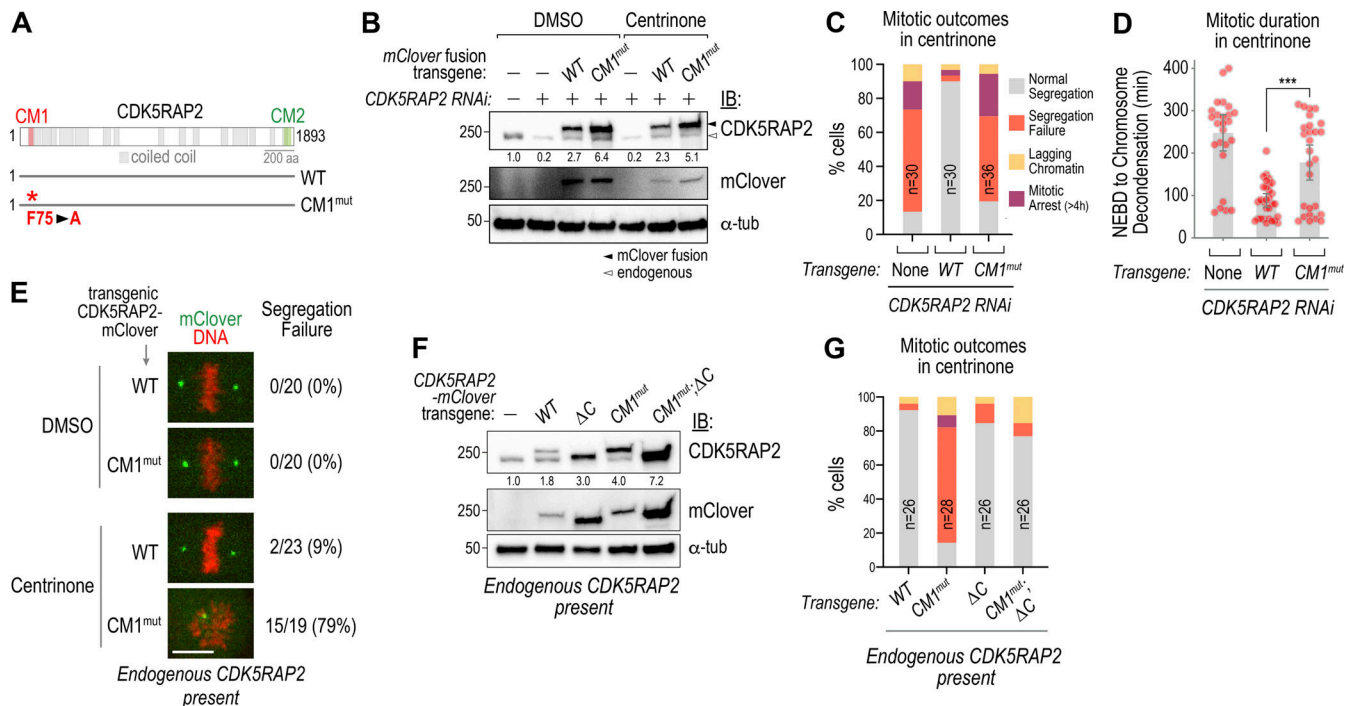 A
CM1
CDK5RAP2
CM2
1
1893
coiled coil
200 aa
WT
1
*
CM1mut
F75►A
B
DMSO
Centrinone
mClover fusion
transgene:
— — WT CM1mut — WT CM1mut
CDK5RAP2 RNAi: — + + + + + +
IB:
250
CDK5RAP2
1.0 0.2 2.7 6.4 0.2 2.3 5.1
250
mClover
50
α-tub
◄ mClover fusion
◁ endogenous
C
Mitotic outcomes
in centrinone
% cells
100
80
60
40
20
0
n=30
n=30
n=36
Normal
Segregation
Segregation
Failure
Lagging
Chromatin
Mitotic
Arrest (>4h)
Transgene: None WT CM1mut
CDK5RAP2 RNAi
D
Mitotic duration
in centrinone
NEBD to Chromosome
Decondensation (min)
400
300
200
100
0
***
Transgene: None WT CM1mut
CDK5RAP2 RNAi
E
transgenic
CDK5RAP2-
mClover
mClover
DNA
Segregation
Failure
DMSO
WT
0/20 (0%)
CM1mut
0/20 (0%)
Centrinone
WT
2/23 (9%)
CM1mut
15/19 (79%)
Endogenous CDK5RAP2
present
F
CDK5RAP2
-mClover
transgene:
— WT ΔC CM1mut CM1mut;ΔC
IB:
250
CDK5RAP2
1.0 1.8 3.0 4.0 7.2
250
mClover
50
α-tub
Endogenous CDK5RAP2
present
G
Mitotic outcomes
in centrinone
% cells
100
80
60
40
20
0
n=26
n=28
n=26
n=26
Transgene: WT CM1mut ΔC CM1mut;
ΔC
Endogenous CDK5RAP2
present